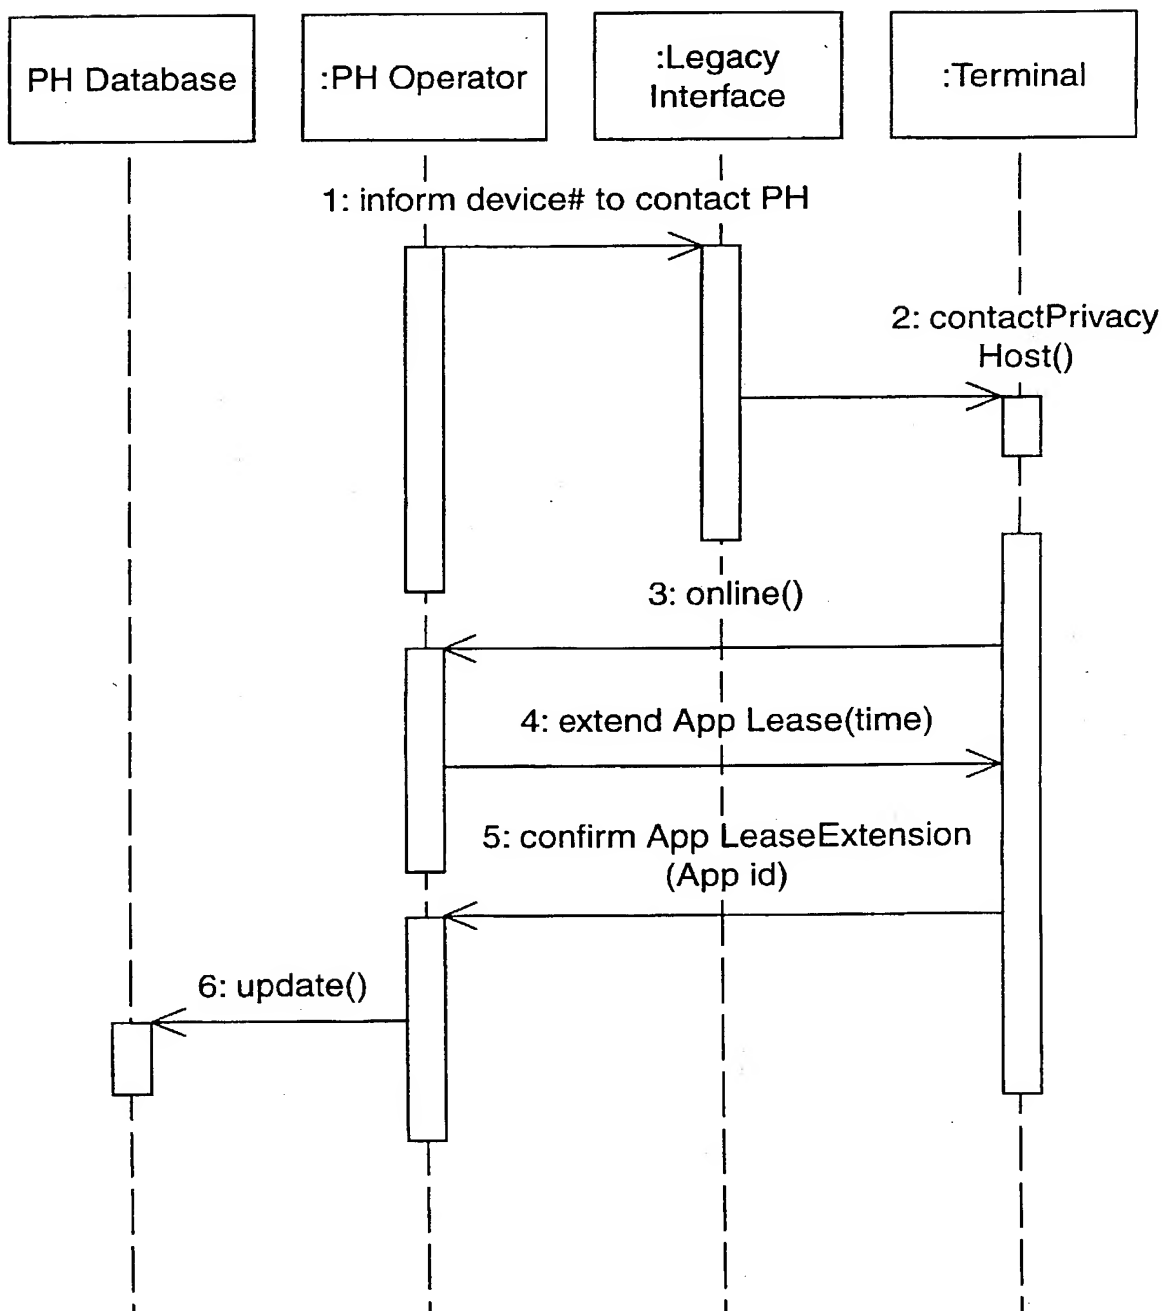 PH Database
:PH Operator
:Legacy
Interface
:Terminal
1: inform device# to contact PH
2: contactPrivacy
Host()
3: online()
4: extend App Lease(time)
5: confirm App LeaseExtension
(App id)
6: update()